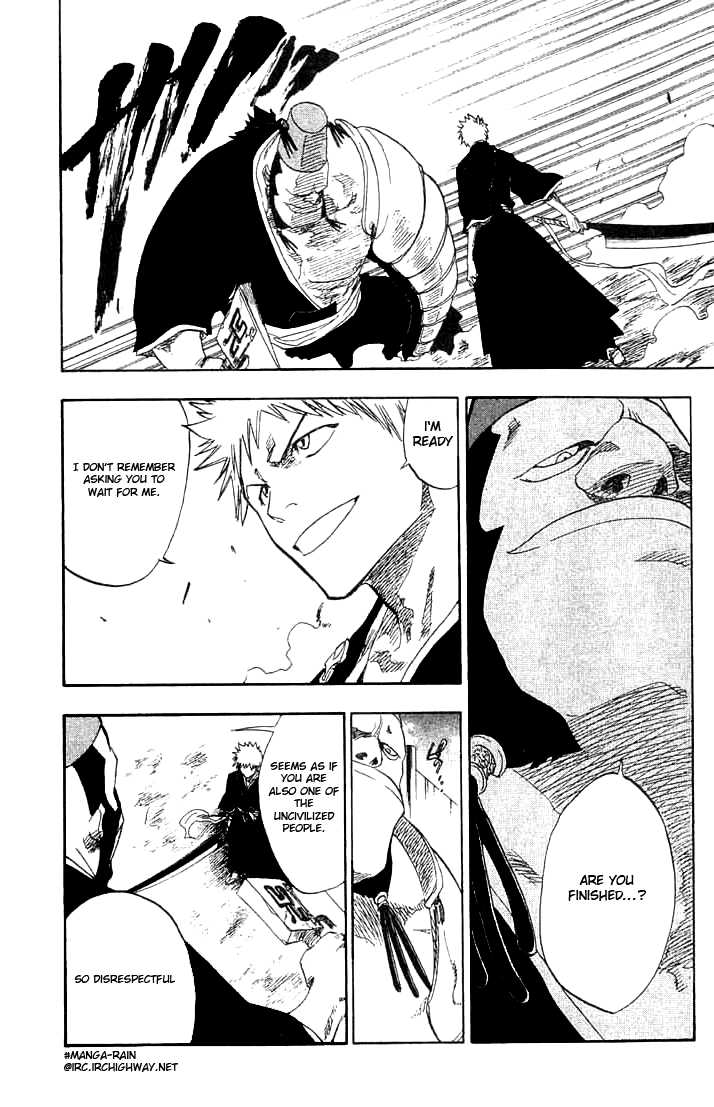 ARE YOU
FINISHED...?
I'M
READY
I DON'T REMEMBER
ASKING YOU TO
WAIT FOR ME.
SEEMS AS IF
YOU ARE
ALSO ONE OF
THE
UNCIVILIZED
PEOPLE.
SO DISRESPECTFUL
#MANGA-RAIN
@IRC.IRCHIGHWAY.NET